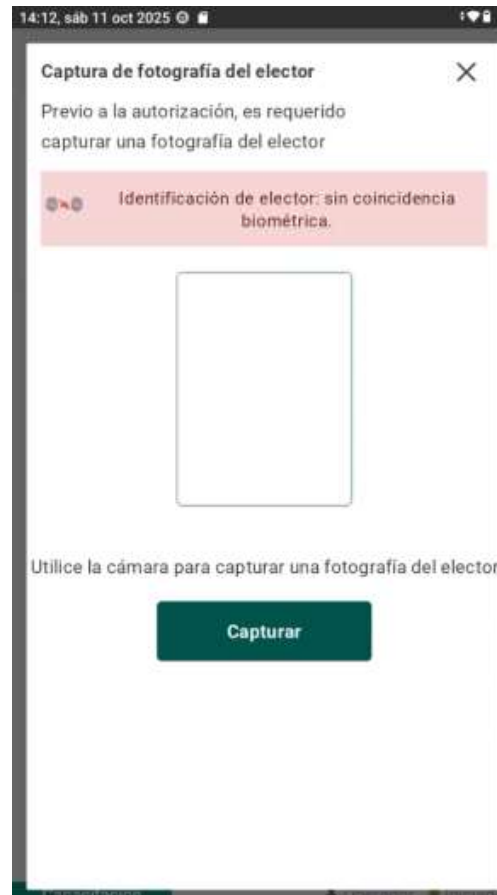 14:12, sáb 11 oct 2025
Captura de fotografía del elector
Previo a la autorización, es requerido
capturar una fotografía del elector
Identificación de elector: sin coincidencia
biométrica.
Utilice la cámara para capturar una fotografía del elector
Capturar